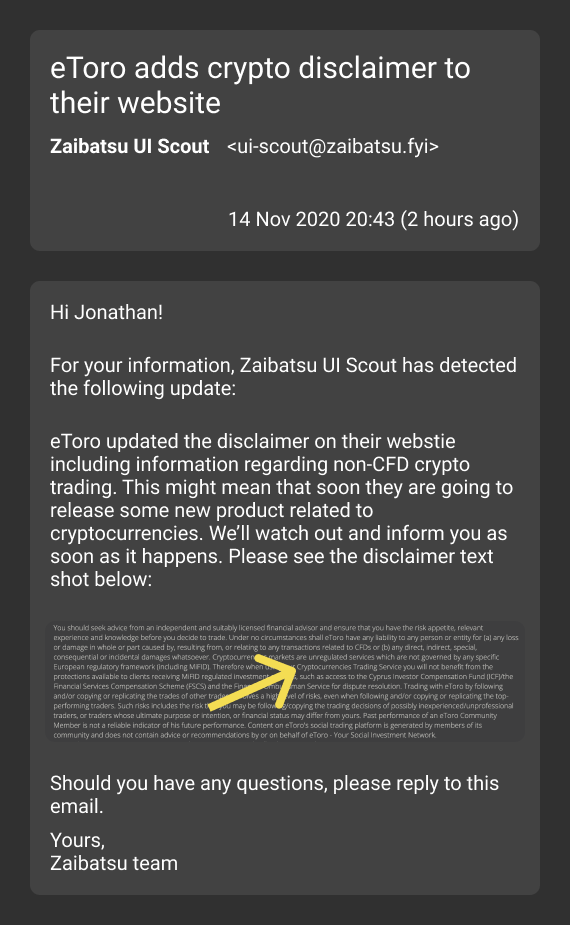 eToro adds crypto disclaimer to
their website
Zaibatsu UI Scout <ui-scout@zaibatsu.fyi>
14 Nov 2020 20:43 (2 hours ago)
Hi Jonathan!
For your information, Zaibatsu UI Scout has detected
the following update:
eToro updated the disclaimer on their webstie
including information regarding non-CFD crypto
trading. This might mean that soon they are going to
release some new product related to
cryptocurrencies. We'll watch out and inform you as
soon as it happens. Please see the disclaimer text
shot below:
You should seek advice from an independent and suitably licensed financial advisor and ensure that you have the risk appetite, relevant
experience and knowledge before you decide to trade. Under no circumstances shall eToro have any liability to any person or entity for (a) any loss
or damage in whole or part caused by, resulting from, or relating to any transactions related to CFDs or (b) any direct, indirect, special,
consequential or incidental damages whatsoever. Cryptocurrency markets are unregulated services which are not governed by any specific
European regulatory framework (including MiFID). Therefore when Cryptocurrencies Trading Service you will not benefit from the
protections available to clients receiving MiFID regulated investment such as access to the Cyprus Investor Compensation Fund (ICF)/the
Financial Services Compensation Scheme (FSCS) and the Financial Ombudsman Service for dispute resolution. Trading with eToro by following
and/or copying or replicating the trades of other traders involves a high level of risks, even when following and/or copying or replicating the top-
performing traders. Such risks includes the risk that you may be following/copying the trading decisions of possibly inexperienced/unprofessional
traders, or traders whose ultimate purpose or intention, or financial status may differ from yours. Past performance of an eToro Community
Member is not a reliable indicator of his future performance. Content on eToro's social trading platform is generated by members of its
community and does not contain advice or recommendations by or on behalf of eToro - Your Social Investment Network.
Should you have any questions, please reply to this
email.
Yours,
Zaibatsu team